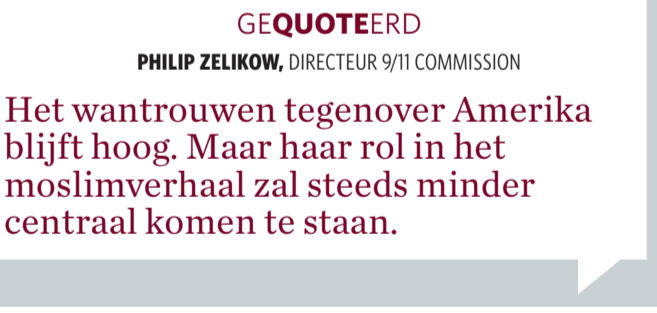 GEQUOTEERD
PHILIP ZELIKOW, DIRECTEUR 9/11 COMMISSION
Het wantrouwen tegenover Amerika
blijft hoog. Maar haar rol in het
moslimverhaal zal steeds minder
centraal komen te staan.